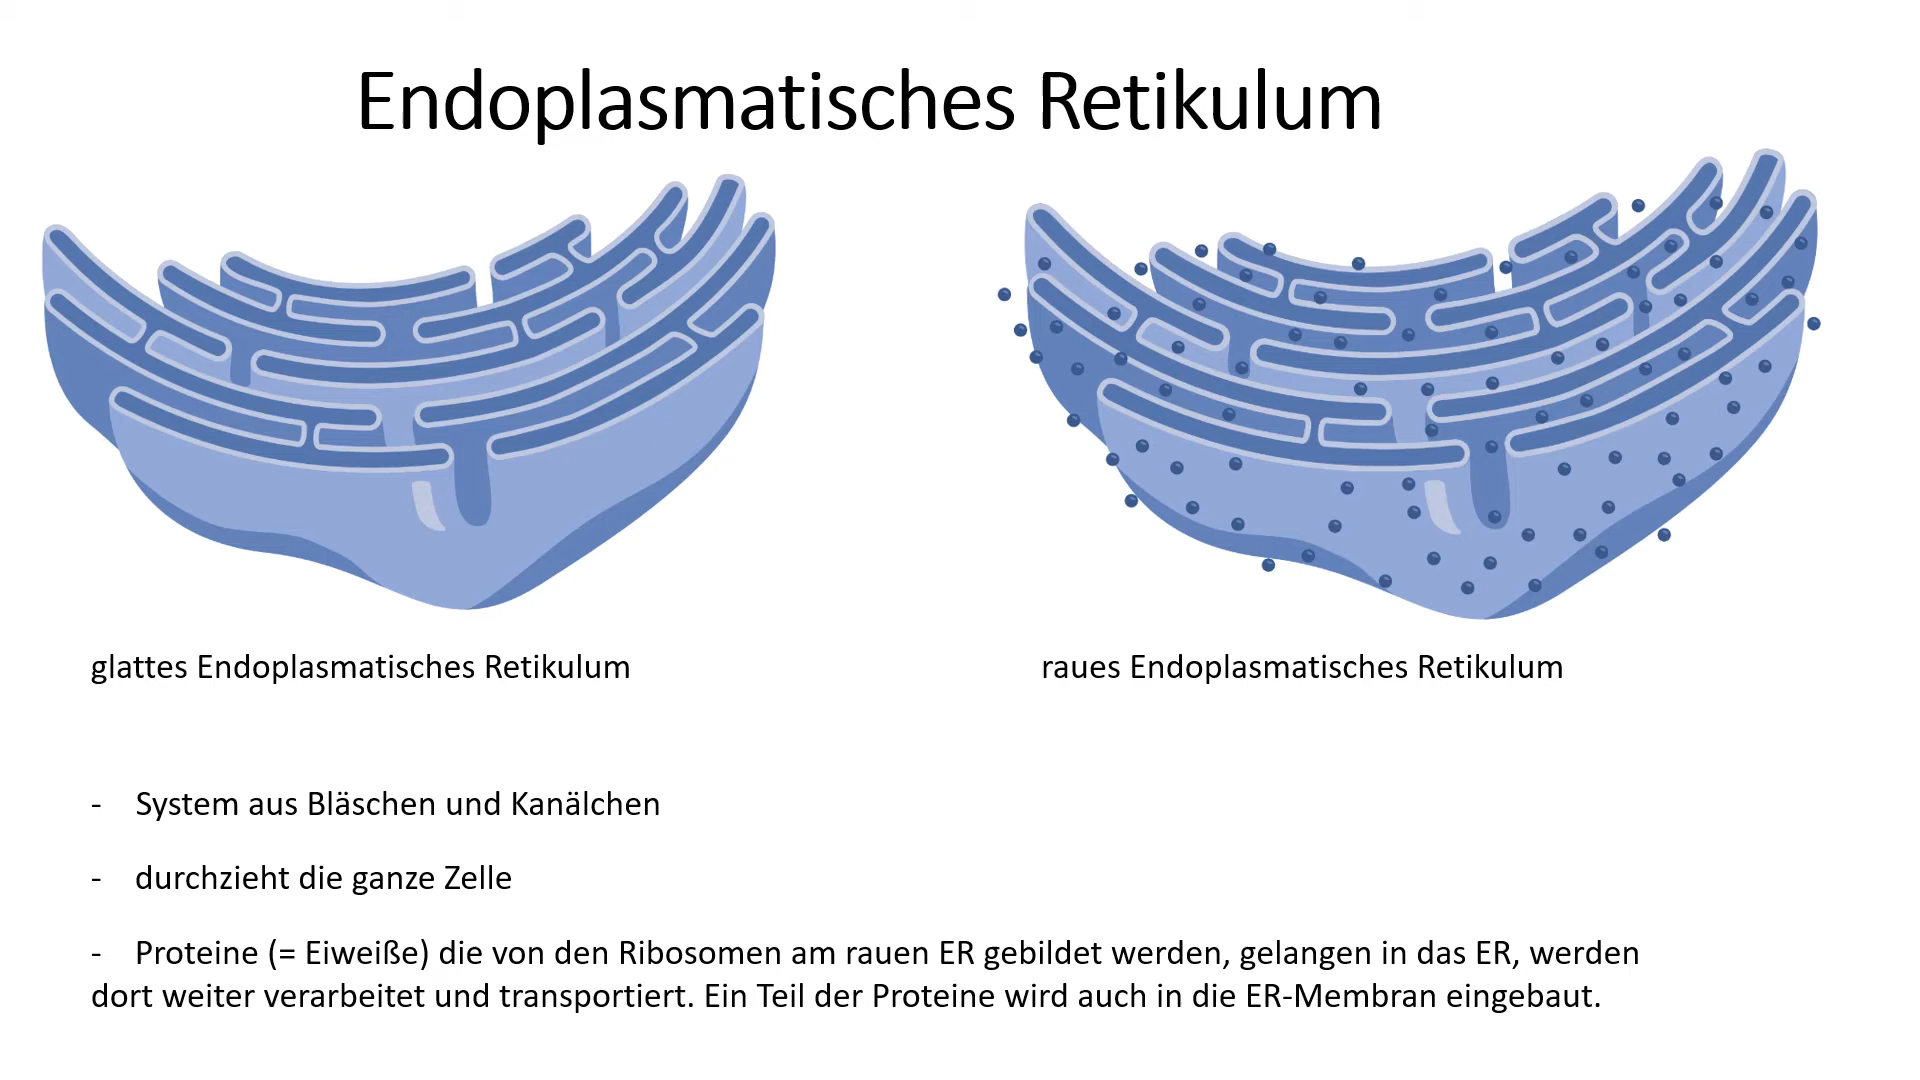 Endoplasmatisches Retikulum
glattes Endoplasmatisches Retikulum
raues Endoplasmatisches Retikulum
- System aus Bläschen und Kanälchen
- durchzieht die ganze Zelle
- Proteine (= Eiweiße) die von den Ribosomen am rauen ER gebildet werden, gelangen in das ER, werden
dort weiter verarbeitet und transportiert. Ein Teil der Proteine wird auch in die ER-Membran eingebaut.